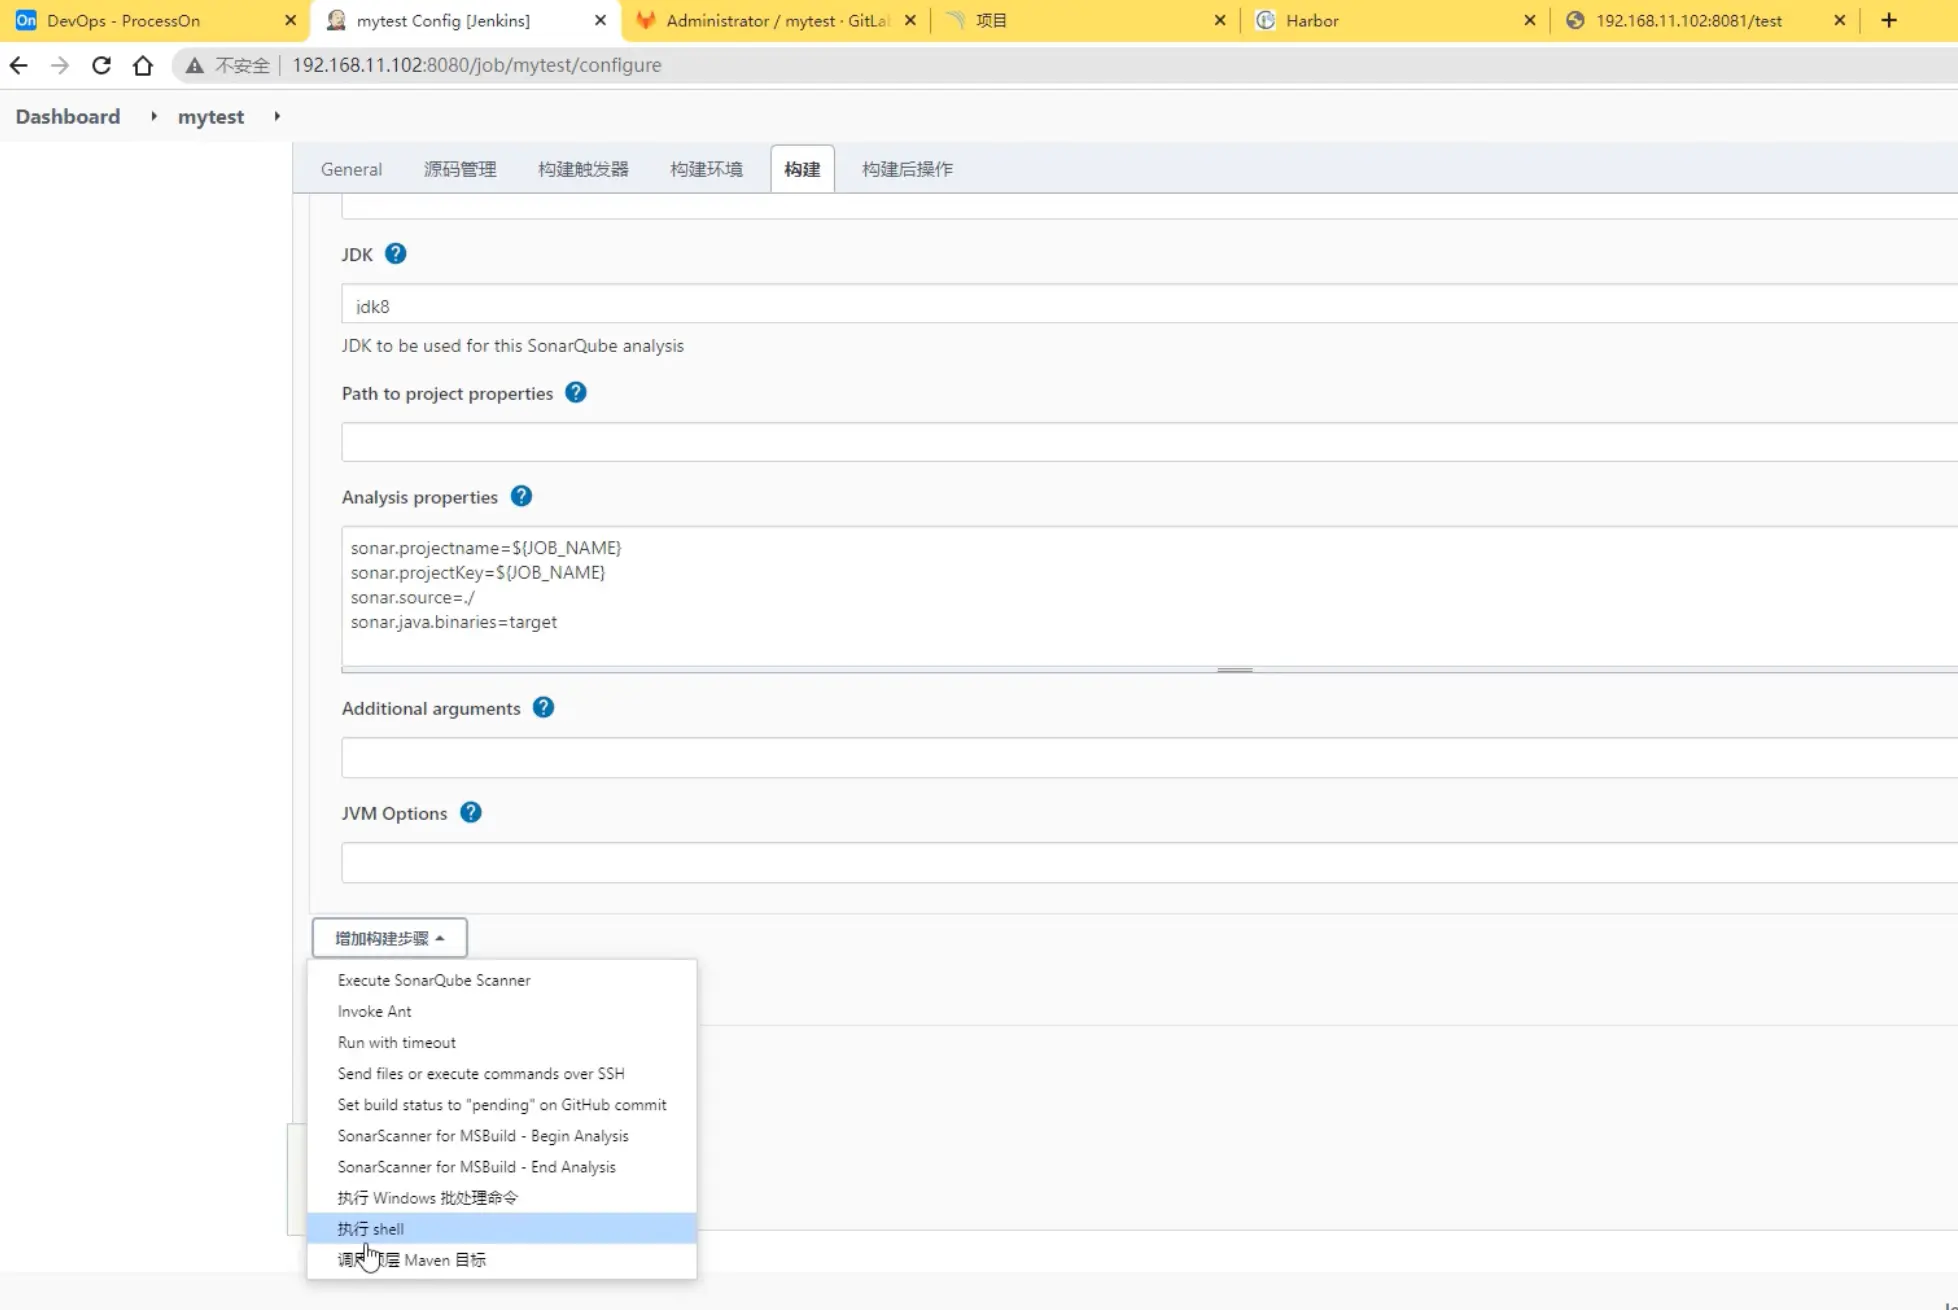 DevOps - ProcessOn
mytest Config [Jenkins]
Administrator / mytest · GitLa
项目
Harbor
192.168.11.102:8081/test
不安全
192.168.11.102:8080/job/mytest/configure
Dashboard
mytest
General
源码管理
构建触发器
构建环境
构建
构建后操作
JDK
jdk8
JDK to be used for this SonarQube analysis
Path to project properties
Analysis properties
sonar.projectname=${JOB_NAME}
sonar.projectKey=${JOB_NAME}
sonar.source=./
sonar.java.binaries=target
Additional arguments
JVM Options
增加构建步骤
Execute SonarQube Scanner
Invoke Ant
Run with timeout
Send files or execute commands over SSH
Set build status to "pending" on GitHub commit
SonarScanner for MSBuild - Begin Analysis
SonarScanner for MSBuild - End Analysis
执行 Windows 批处理命令
执行 shell
调用顶层 Maven 目标